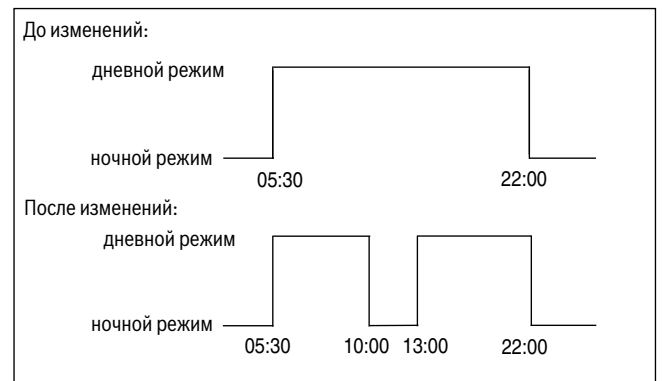 До изменений:
дневной режим
ночной режим
05:30 22:00
После изменений:
дневной режим
ночной режим
05:30 10:00 13:00 22:00